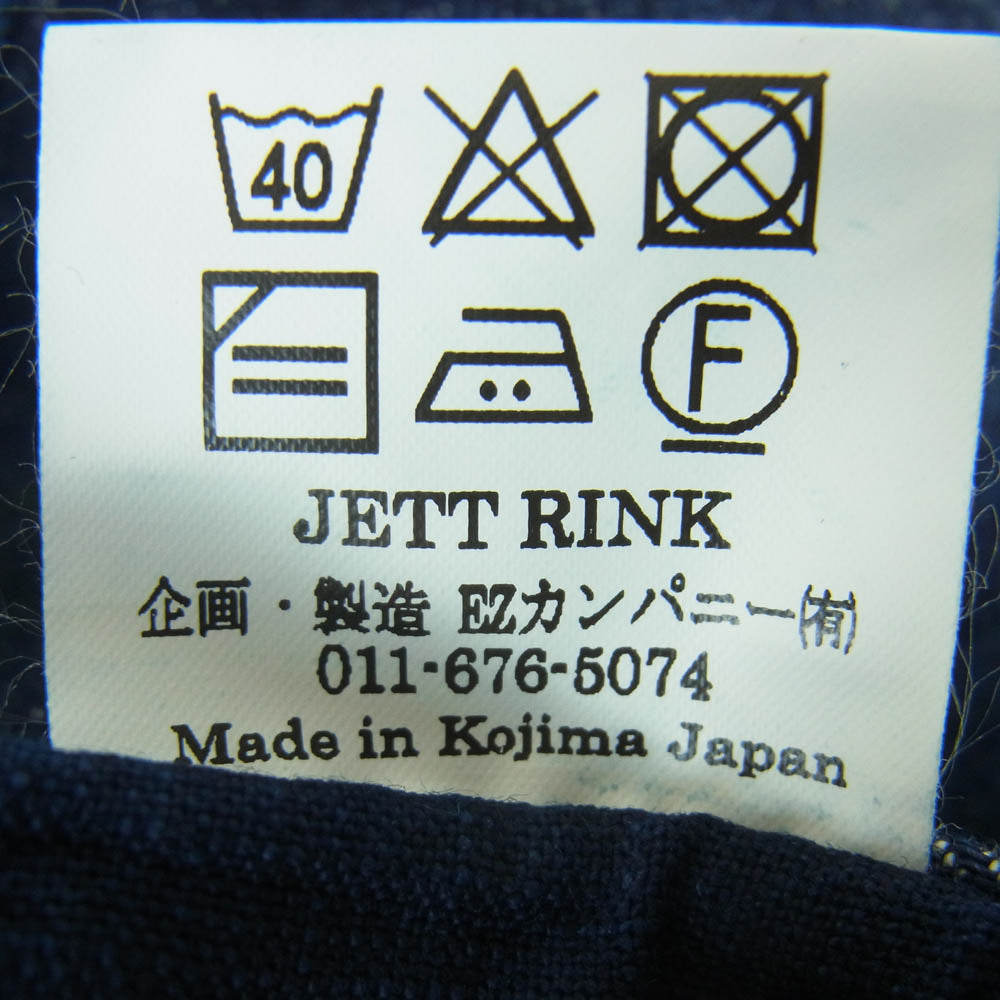 40
F
JETT RINK
企画・製造 EZカンパニー㈲
011-676-5074
Made in Kojima Japan